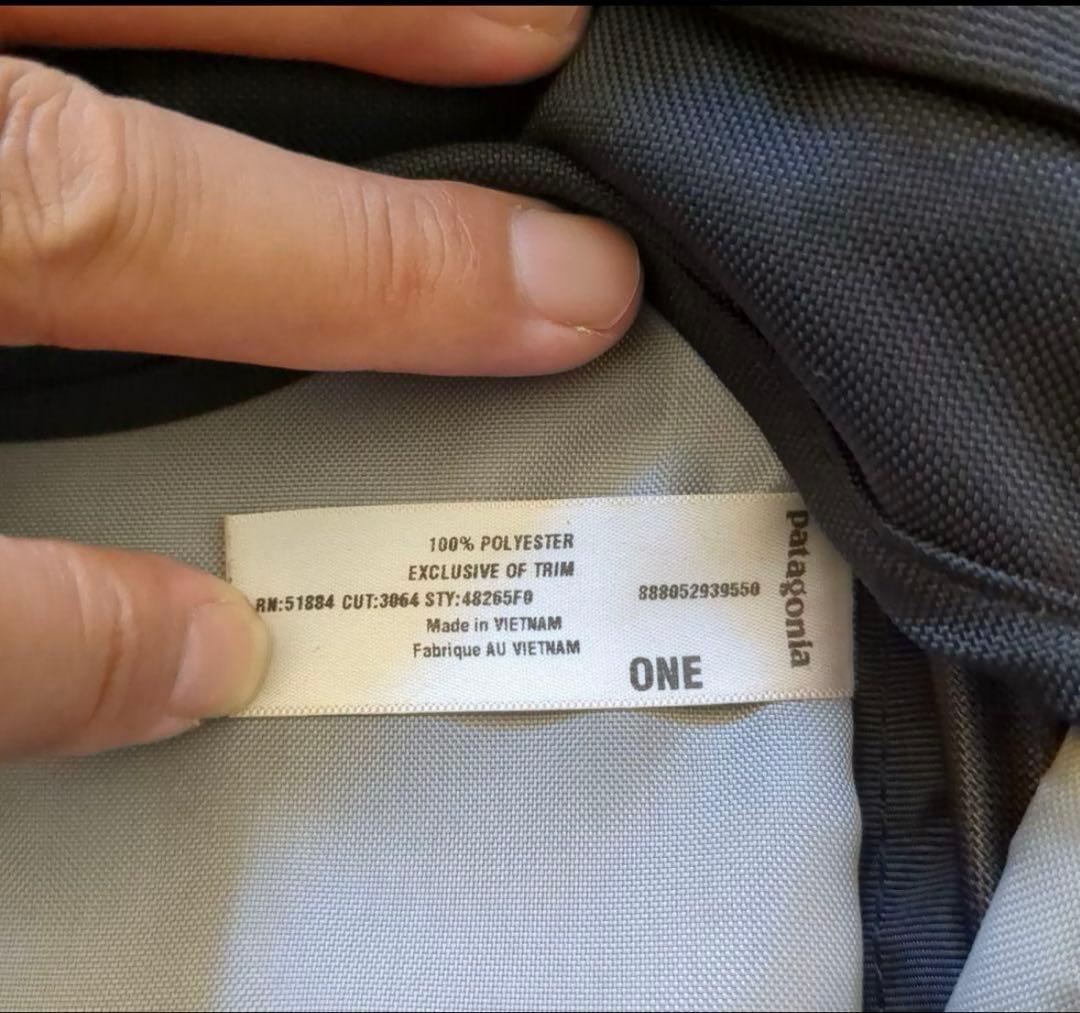 100% POLYESTER
EXCLUSIVE OF TRIM
RN:51884 CUT:3064 STY:48265F0
Made in VIETNAM
Fabrique AU VIETNAM
888052939550
ONE
patagonia